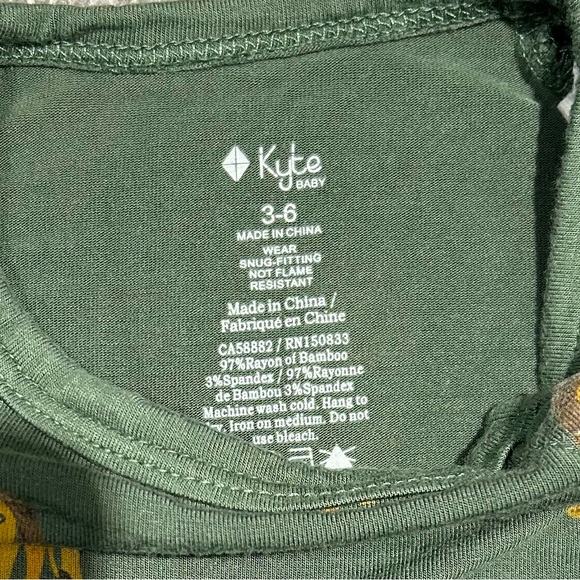 Kyte
BABY
3-6
MADE IN CHINA
WEAR
SNUG-FITTING
NOT FLAME
RESISTANT
Made in China /
Fabriqué en Chine
CA58882 / RN150833
97%Rayon of Bamboo
3%Spandex / 97%Rayonne
de Bambou 3%Spandex
Machine wash cold. Hang to
Iron on medium. Do not
use bleach.